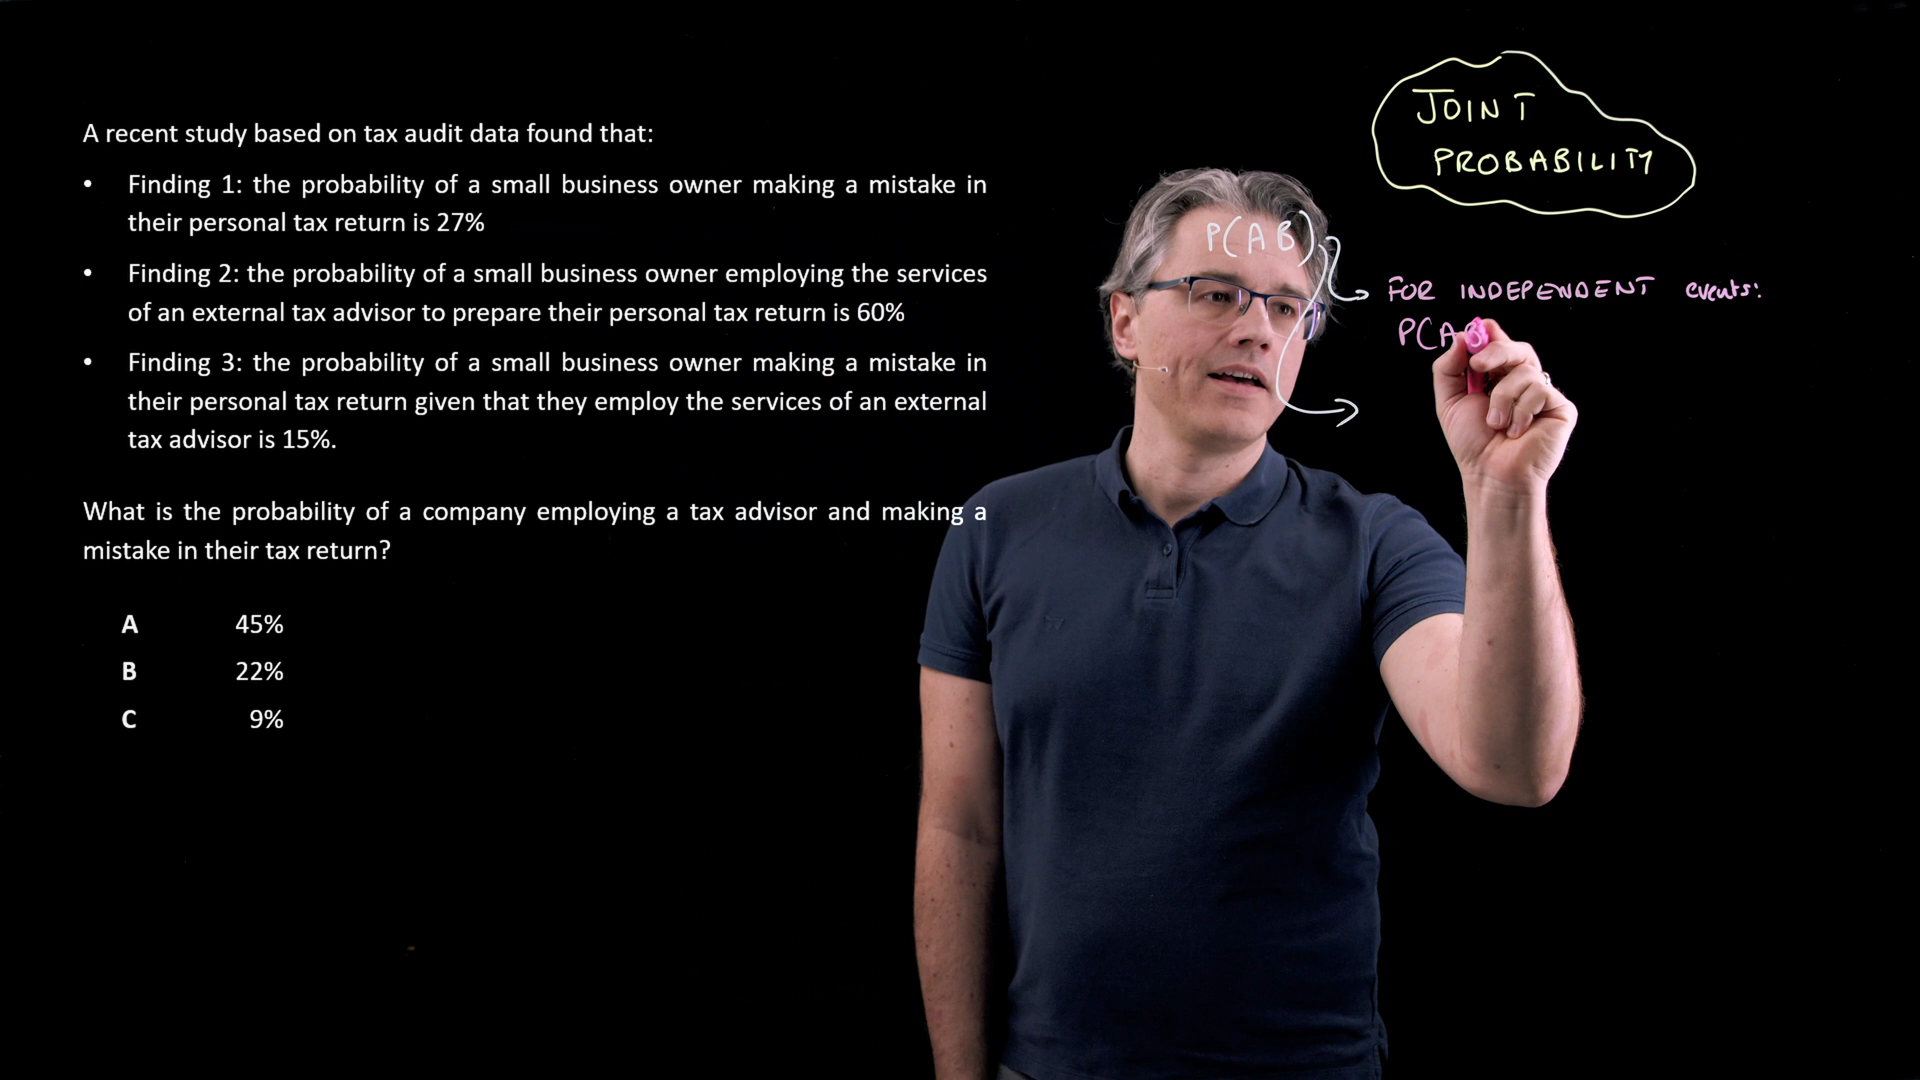 A recent study based on tax audit data found that:
• Finding 1: the probability of a small business owner making a mistake in
their personal tax return is 27%
• Finding 2: the probability of a small business owner employing the services
of an external tax advisor to prepare their personal tax return is 60%
• Finding 3: the probability of a small business owner making a mistake in
their personal tax return given that they employ the services of an external
tax advisor is 15%.
What is the probability of a company employing a tax advisor and making a
mistake in their tax return?
A 45%
B 22%
C 9%
JOINT
PROBABILITY
P(AB)
FOR INDEPENDENT events:
P(AB